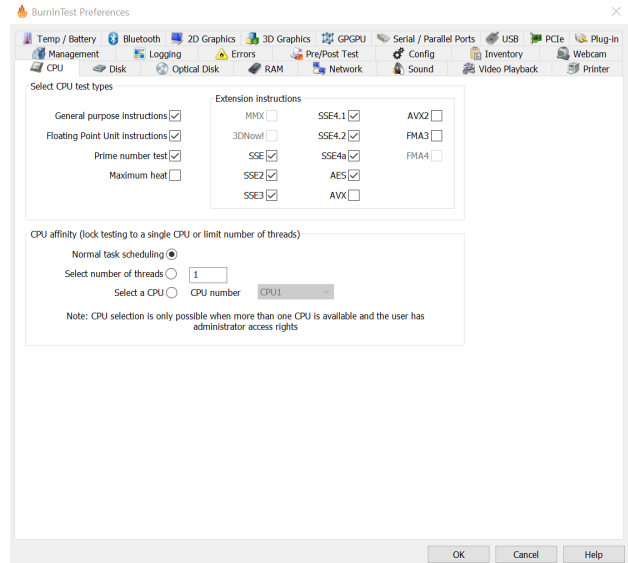 BurnInTest Preferences
Temp / Battery Bluetooth 2D Graphics 3D Graphics GPGPU Serial / Parallel Ports USB PCIe Plug-in
Management Logging Errors Pre/Post Test Config Inventory Webcam
CPU Disk Optical Disk RAM Network Sound Video Playback Printer
Select CPU test types
Extension instructions
General purpose instructions MMX SSE4.1 AVX2
Floating Point Unit instructions 3DNow! SSE4.2 FMA3
Prime number test SSE SSE4a FMA4
Maximum heat SSE2 AES
SSE3 AVX
CPU affinity (lock testing to a single CPU or limit number of threads)
Normal task scheduling
Select number of threads 1
Select a CPU CPU number CPU1
Note: CPU selection is only possible when more than one CPU is available and the user has
administrator access rights
OK Cancel Help